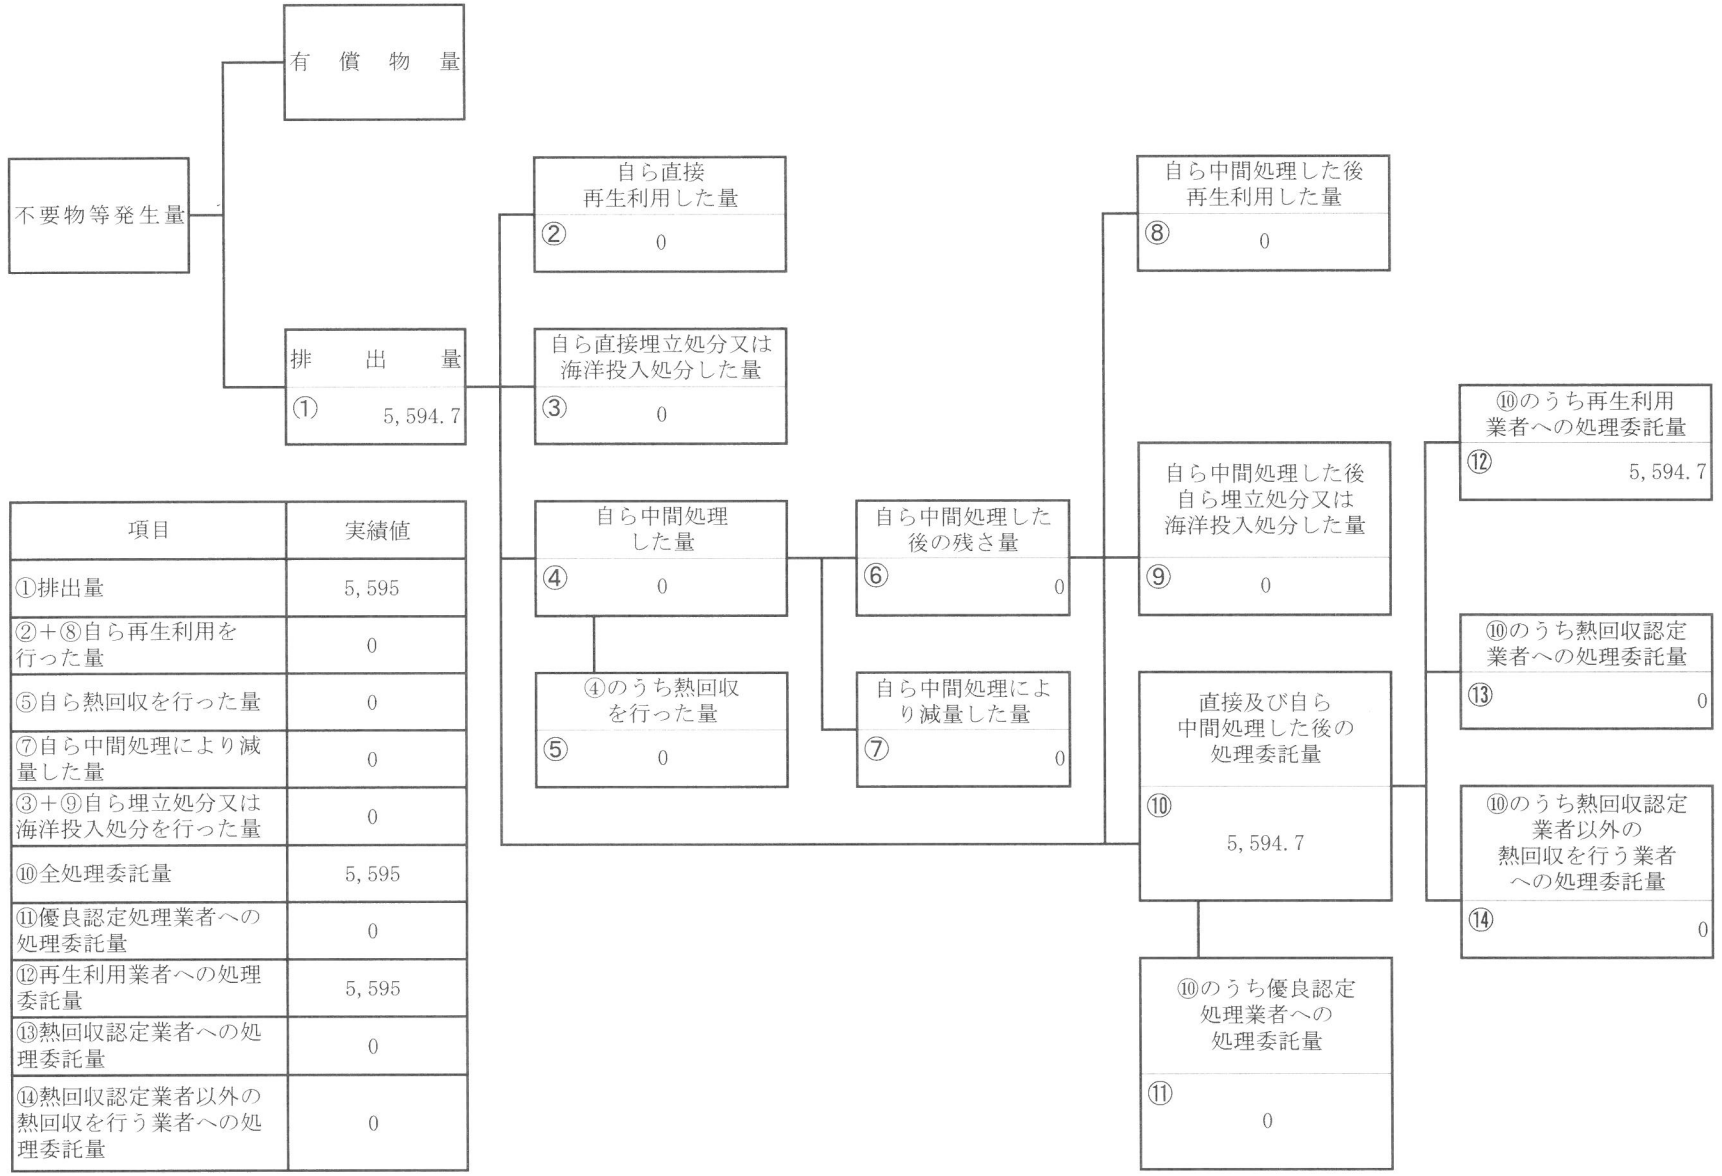 有償物量
不要物等発生量
排出量
① 5,594.7
自ら直接
再生利用した量
② 0
自ら直接埋立処分又は
海洋投入処分した量
③ 0
自ら中間処理
した量
④ 0
④のうち熱回収
を行った量
⑤ 0
自ら中間処理した
後の残さ量
⑥ 0
自ら中間処理によ
り減量した量
⑦ 0
自ら中間処理した後
再生利用した量
⑧ 0
自ら中間処理した後
自ら埋立処分又は
海洋投入処分した量
⑨ 0
直接及び自ら
中間処理した後の
処理委託量
⑩
5,594.7
⑩のうち優良認定
処理業者への
処理委託量
⑪
0
⑩のうち再生利用
業者への処理委託量
⑫ 5,594.7
⑩のうち熱回収認定
業者への処理委託量
⑬ 0
⑩のうち熱回収認定
業者以外の
熱回収を行う業者
への処理委託量
⑭ 0
項目 実績値
①排出量 5,595
②+⑧自ら再生利用を
行った量 0
⑤自ら熱回収を行った量 0
⑦自ら中間処理により減
量した量 0
③+⑨自ら埋立処分又は
海洋投入処分を行った量 0
⑩全処理委託量 5,595
⑪優良認定処理業者への
処理委託量 0
⑫再生利用業者への処理
委託量 5,595
⑬熱回収認定業者への処
理委託量 0
⑭熱回収認定業者以外の
熱回収を行う業者への処
理委託量 0